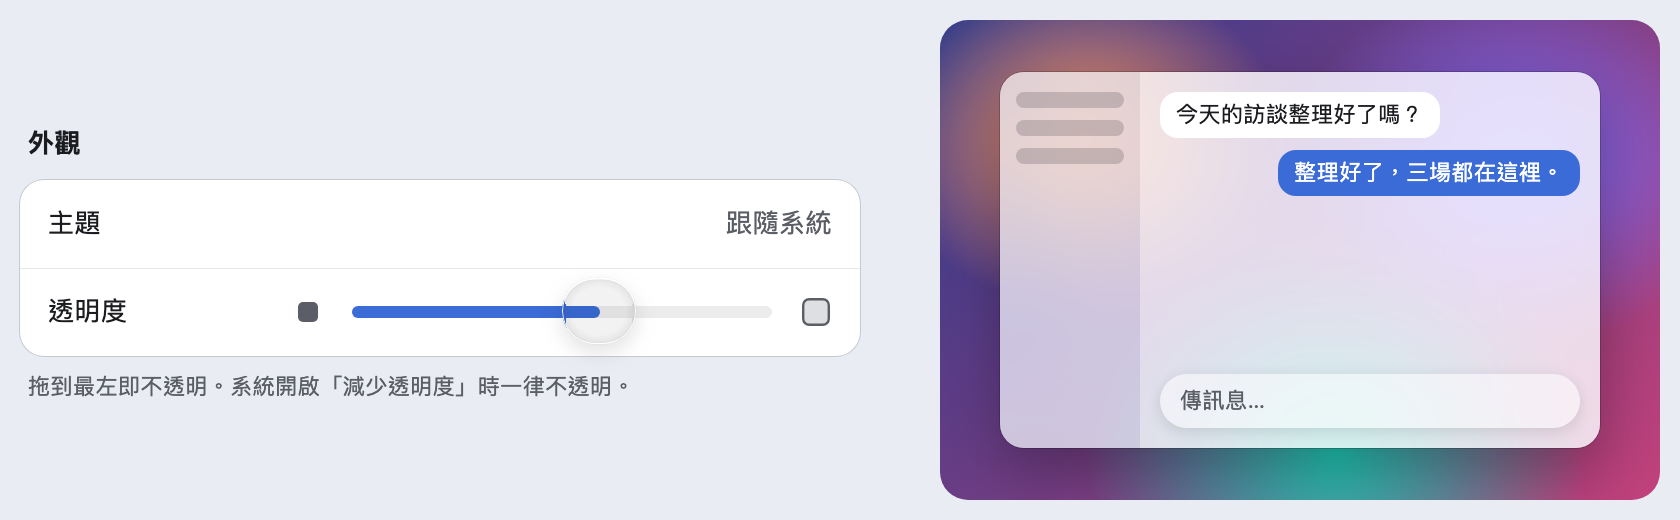 外觀
主題
跟隨系統
透明度
拖到最左即不透明。系統開啟「減少透明度」時一律不透明。
今天的訪談整理好了嗎？
整理好了，三場都在這裡。
傳訊息...